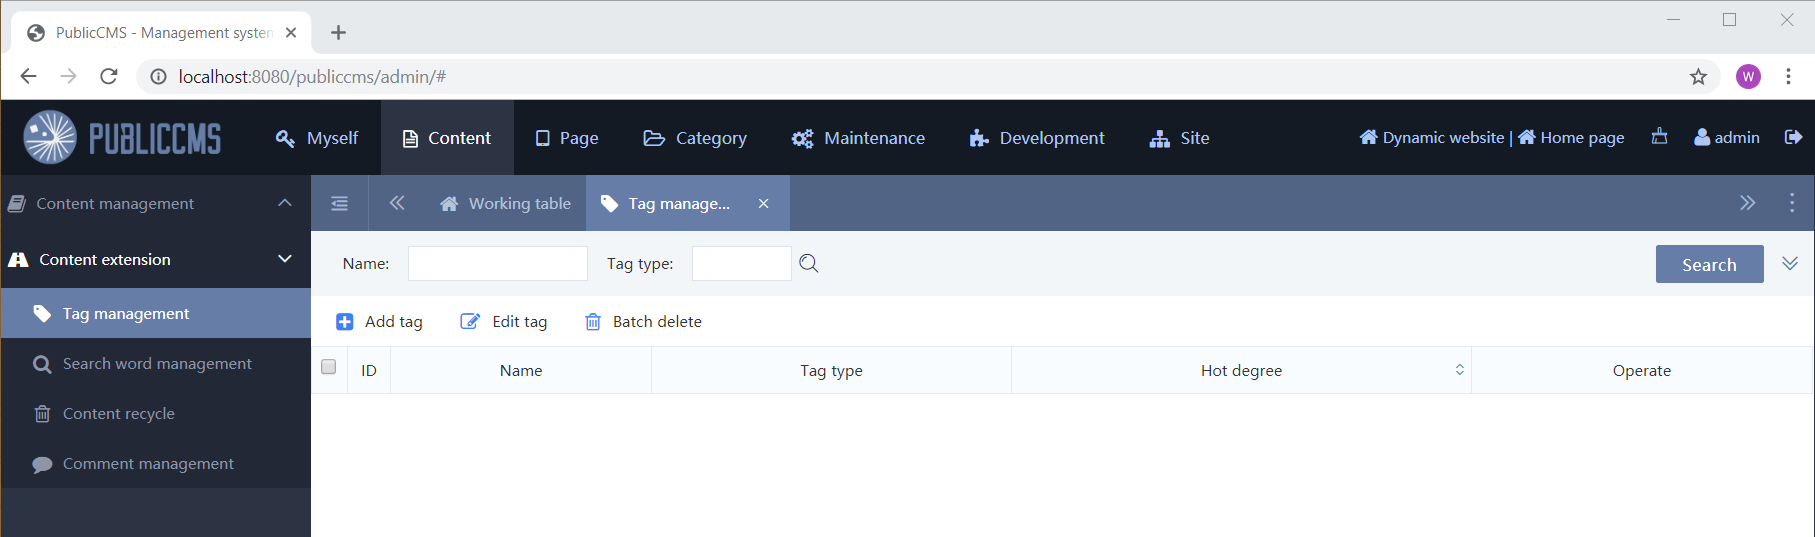 PublicCMS - Management system
localhost:8080/publiccms/admin/#
W
PUBLICCMS
Myself
Content
Page
Category
Maintenance
Development
Site
Dynamic website | Home page
admin
Content management
Working table
Tag manage...
Content extension
Name:
Tag type:
Search
Tag management
Add tag
Edit tag
Batch delete
Search word management
ID
Name
Tag type
Hot degree
Operate
Content recycle
Comment management